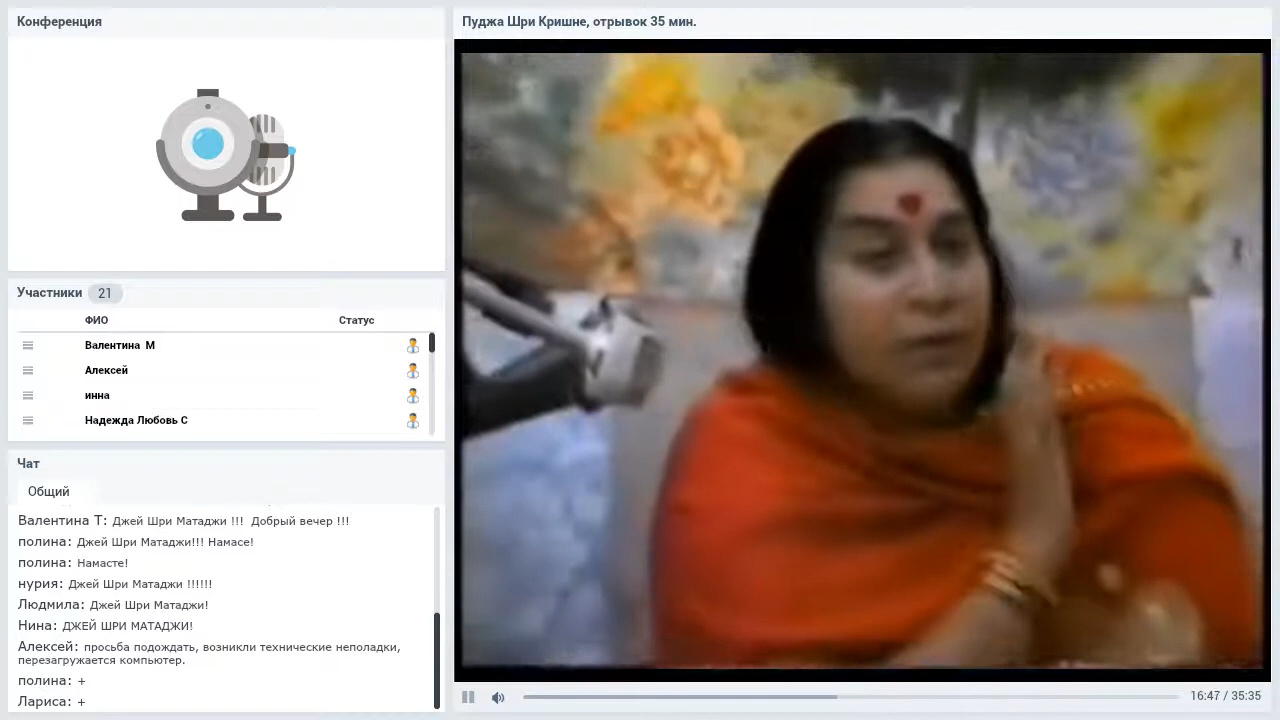 Конференция
Пуджа Шри Кришне, отрывок 35 мин.
Участники 21
ФИО Статус
Валентина М
Алексей
инна
Надежда Любовь С
Чат
Общий
Валентина Т: Джей Шри Матаджи !!! Добрый вечер !!!
полина: Джей Шри Матаджи!!! Намасе!
полина: Намасте!
нурия: Джей Шри Матаджи !!!!!!
Людмила: Джей Шри Матаджи!
Нина: ДЖЕЙ ШРИ МАТАДЖИ!
Алексей: просьба подождать, возникли технические неполадки,
перезагружается компьютер.
полина: +
Лариса: +
16:47 / 35:35